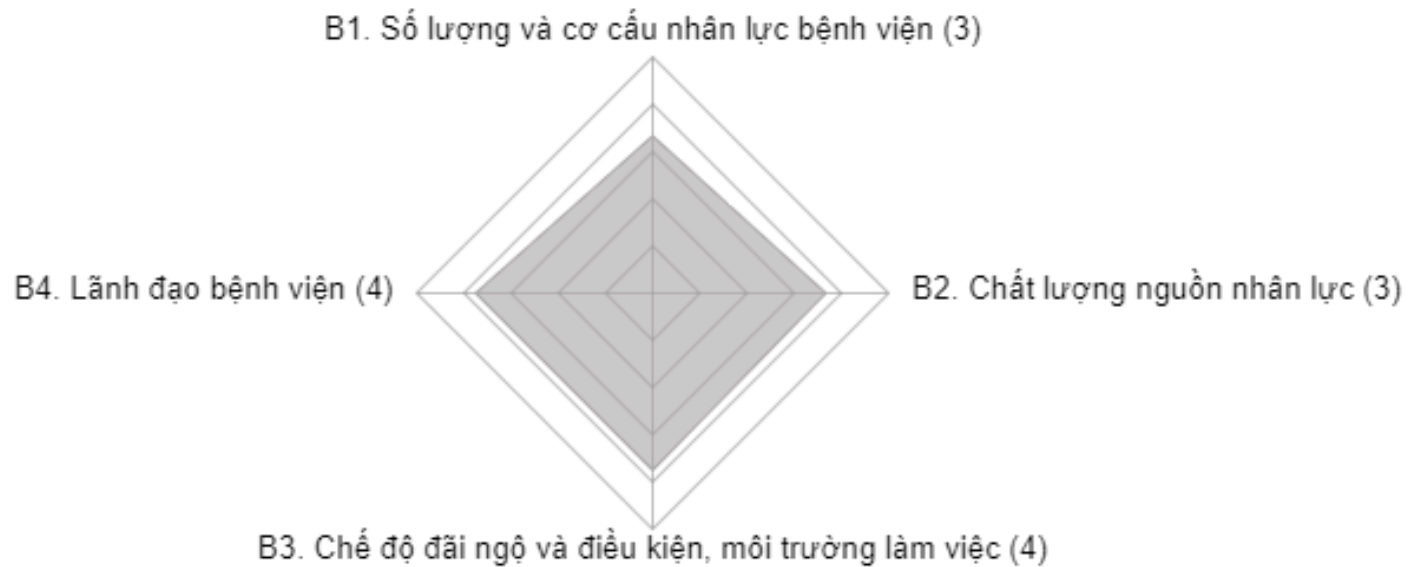 B1. Số lượng và cơ cấu nhân lực bệnh viện (3)
B4. Lãnh đạo bệnh viện (4)
B2. Chất lượng nguồn nhân lực (3)
B3. Chế độ đãi ngộ và điều kiện, môi trường làm việc (4)